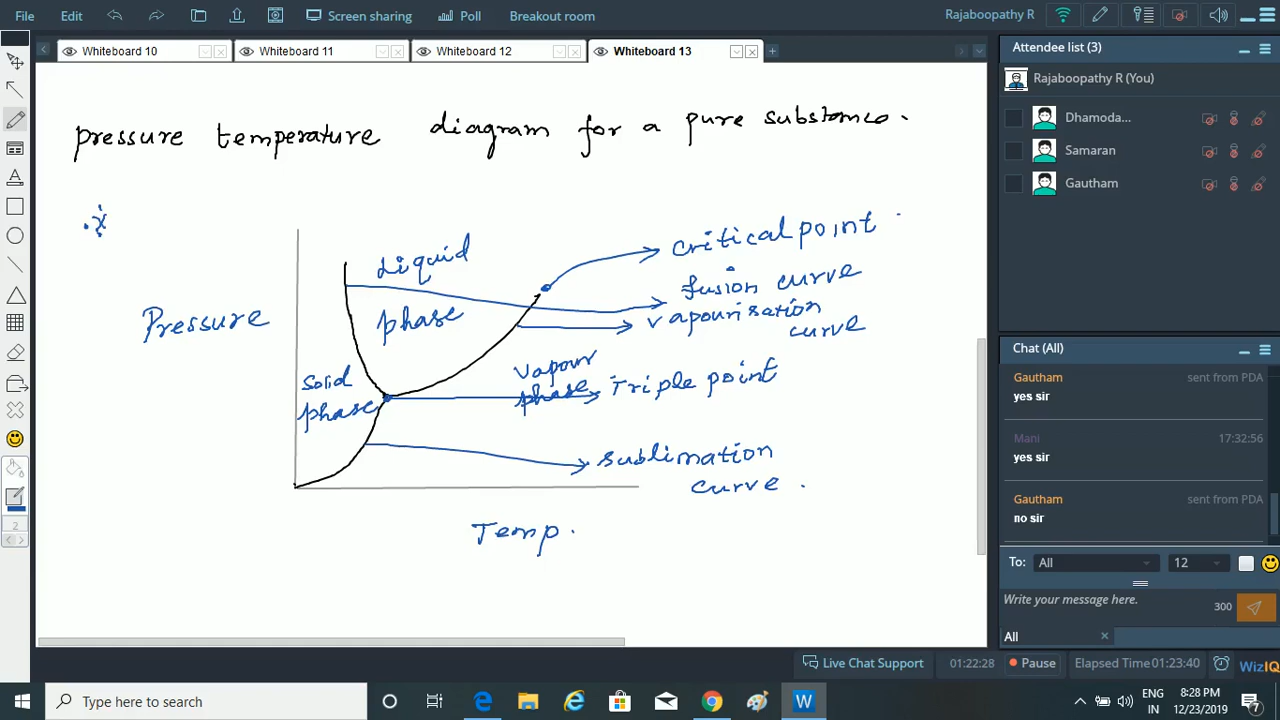 File Edit Screen sharing Poll Breakout room Rajaboopathy R
Whiteboard 10 Whiteboard 11 Whiteboard 12 Whiteboard 13
Attendee list (3)
Rajaboopathy R (You)
Dhamoda...
Samaran
Gautham
pressure temperature diagram for a pure substance.
Liquid
phase
Pressure
Solid
phase
Vapour
phase
critical point
fusion curve
vapourisation
curve
Triple point
sublimation
curve.
Temp.
Chat (All)
Gautham sent from PDA
yes sir
Mani 17:32:56
yes sir
Gautham sent from PDA
no sir
To: All 12
Write your message here. 300
All
2
Live Chat Support 01:22:28 Pause Elapsed Time 01:23:40 WizIQ
Type here to search
ENG 8:28 PM
IN 12/23/2019